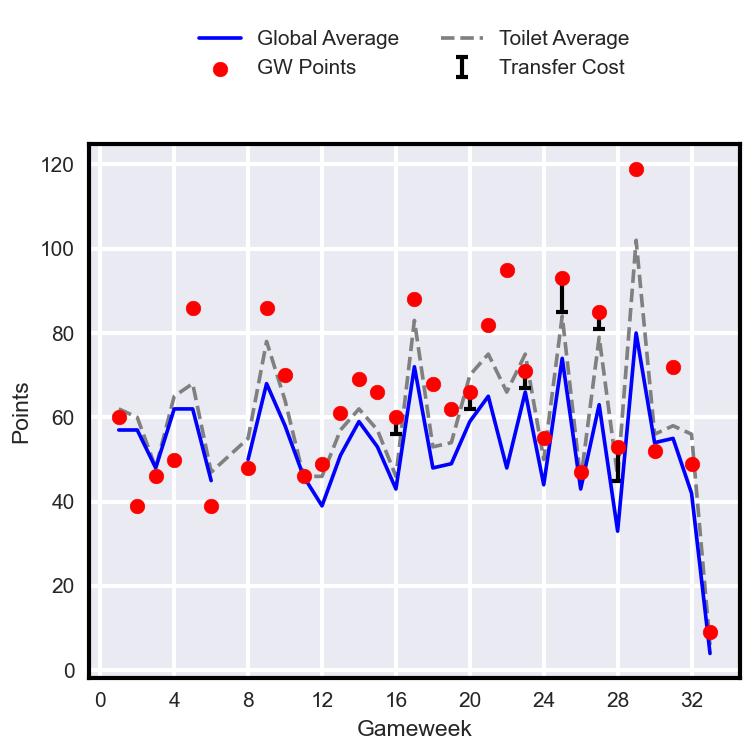 Global Average
Toilet Average
GW Points
Transfer Cost
120
100
80
60
40
20
0
Points
0 4 8 12 16 20 24 28 32
Gameweek